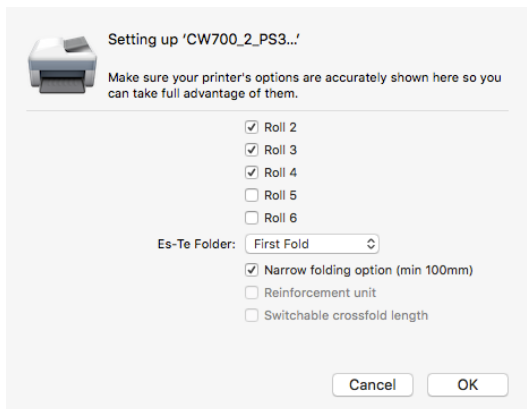 Setting up ‘CW700_2_PS3...’
Make sure your printer's options are accurately shown here so you
can take full advantage of them.
Roll 2
Roll 3
Roll 4
Roll 5
Roll 6
Es-Te Folder: First Fold
Narrow folding option (min 100mm)
Reinforcement unit
Switchable crossfold length
Cancel OK